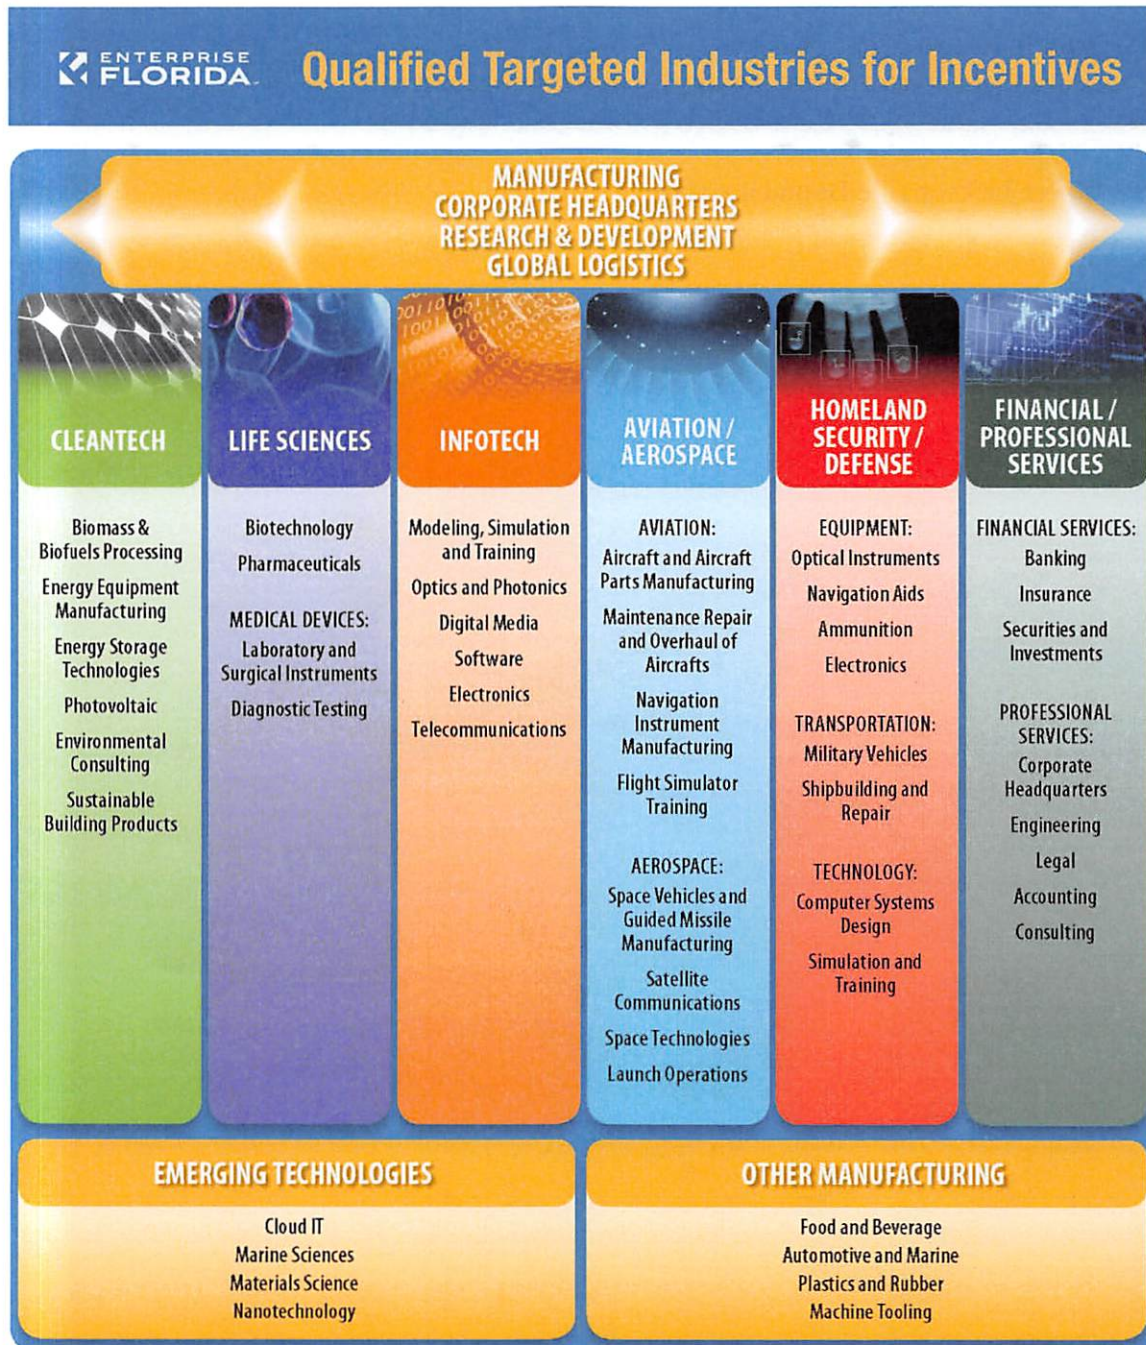 ENTERPRISE
FLORIDA
Qualified Targeted Industries for Incentives
MANUFACTURING
CORPORATE HEADQUARTERS
RESEARCH & DEVELOPMENT
GLOBAL LOGISTICS
CLEANTECH
Biomass &
Biofuels Processing
Energy Equipment
Manufacturing
Energy Storage
Technologies
Photovoltaic
Environmental
Consulting
Sustainable
Building Products
LIFE SCIENCES
Biotechnology
Pharmaceuticals
MEDICAL DEVICES:
Laboratory and
Surgical Instruments
Diagnostic Testing
INFOTECH
Modeling, Simulation
and Training
Optics and Photonics
Digital Media
Software
Electronics
Telecommunications
AVIATION /
AEROSPACE
AVIATION:
Aircraft and Aircraft
Parts Manufacturing
Maintenance Repair
and Overhaul of
Aircrafts
Navigation
Instrument
Manufacturing
Flight Simulator
Training
AEROSPACE:
Space Vehicles and
Guided Missile
Manufacturing
Satellite
Communications
Space Technologies
Launch Operations
HOMELAND
SECURITY /
DEFENSE
EQUIPMENT:
Optical Instruments
Navigation Aids
Ammunition
Electronics
TRANSPORTATION:
Military Vehicles
Shipbuilding and
Repair
TECHNOLOGY:
Computer Systems
Design
Simulation and
Training
FINANCIAL /
PROFESSIONAL
SERVICES
FINANCIAL SERVICES:
Banking
Insurance
Securities and
Investments
PROFESSIONAL
SERVICES:
Corporate
Headquarters
Engineering
Legal
Accounting
Consulting
EMERGING TECHNOLOGIES
Cloud IT
Marine Sciences
Materials Science
Nanotechnology
OTHER MANUFACTURING
Food and Beverage
Automotive and Marine
Plastics and Rubber
Machine Tooling